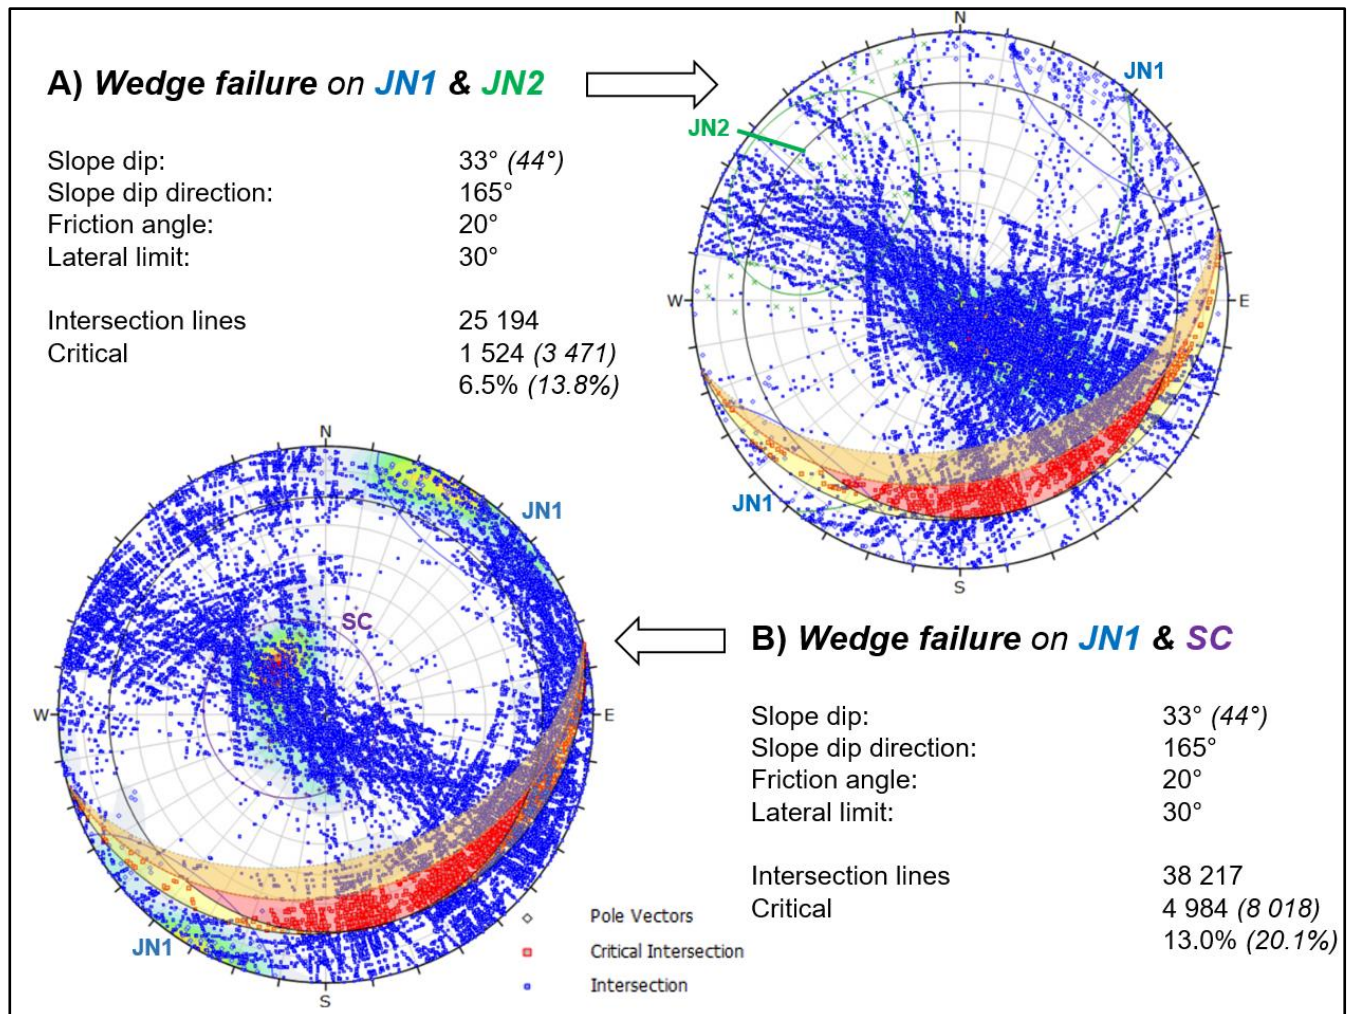 A) Wedge failure on JN1 & JN2
Slope dip: 33° (44°)
Slope dip direction: 165°
Friction angle: 20°
Lateral limit: 30°
Intersection lines 25 194
Critical 1 524 (3 471)
6.5% (13.8%)
N
JN1
JN2
W
E
JN1
S
N
JN1
SC
W
E
JN1
S
Pole Vectors
Critical Intersection
Intersection
B) Wedge failure on JN1 & SC
Slope dip: 33° (44°)
Slope dip direction: 165°
Friction angle: 20°
Lateral limit: 30°
Intersection lines 38 217
Critical 4 984 (8 018)
13.0% (20.1%)